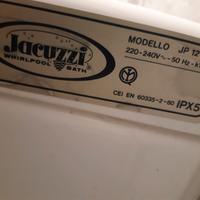 Jacuzzi
WHIRLPOOL BATH
MODELLO JP 12
220-240V~ - 50 Hz -
CEI EN 60335-2-60 IPX5